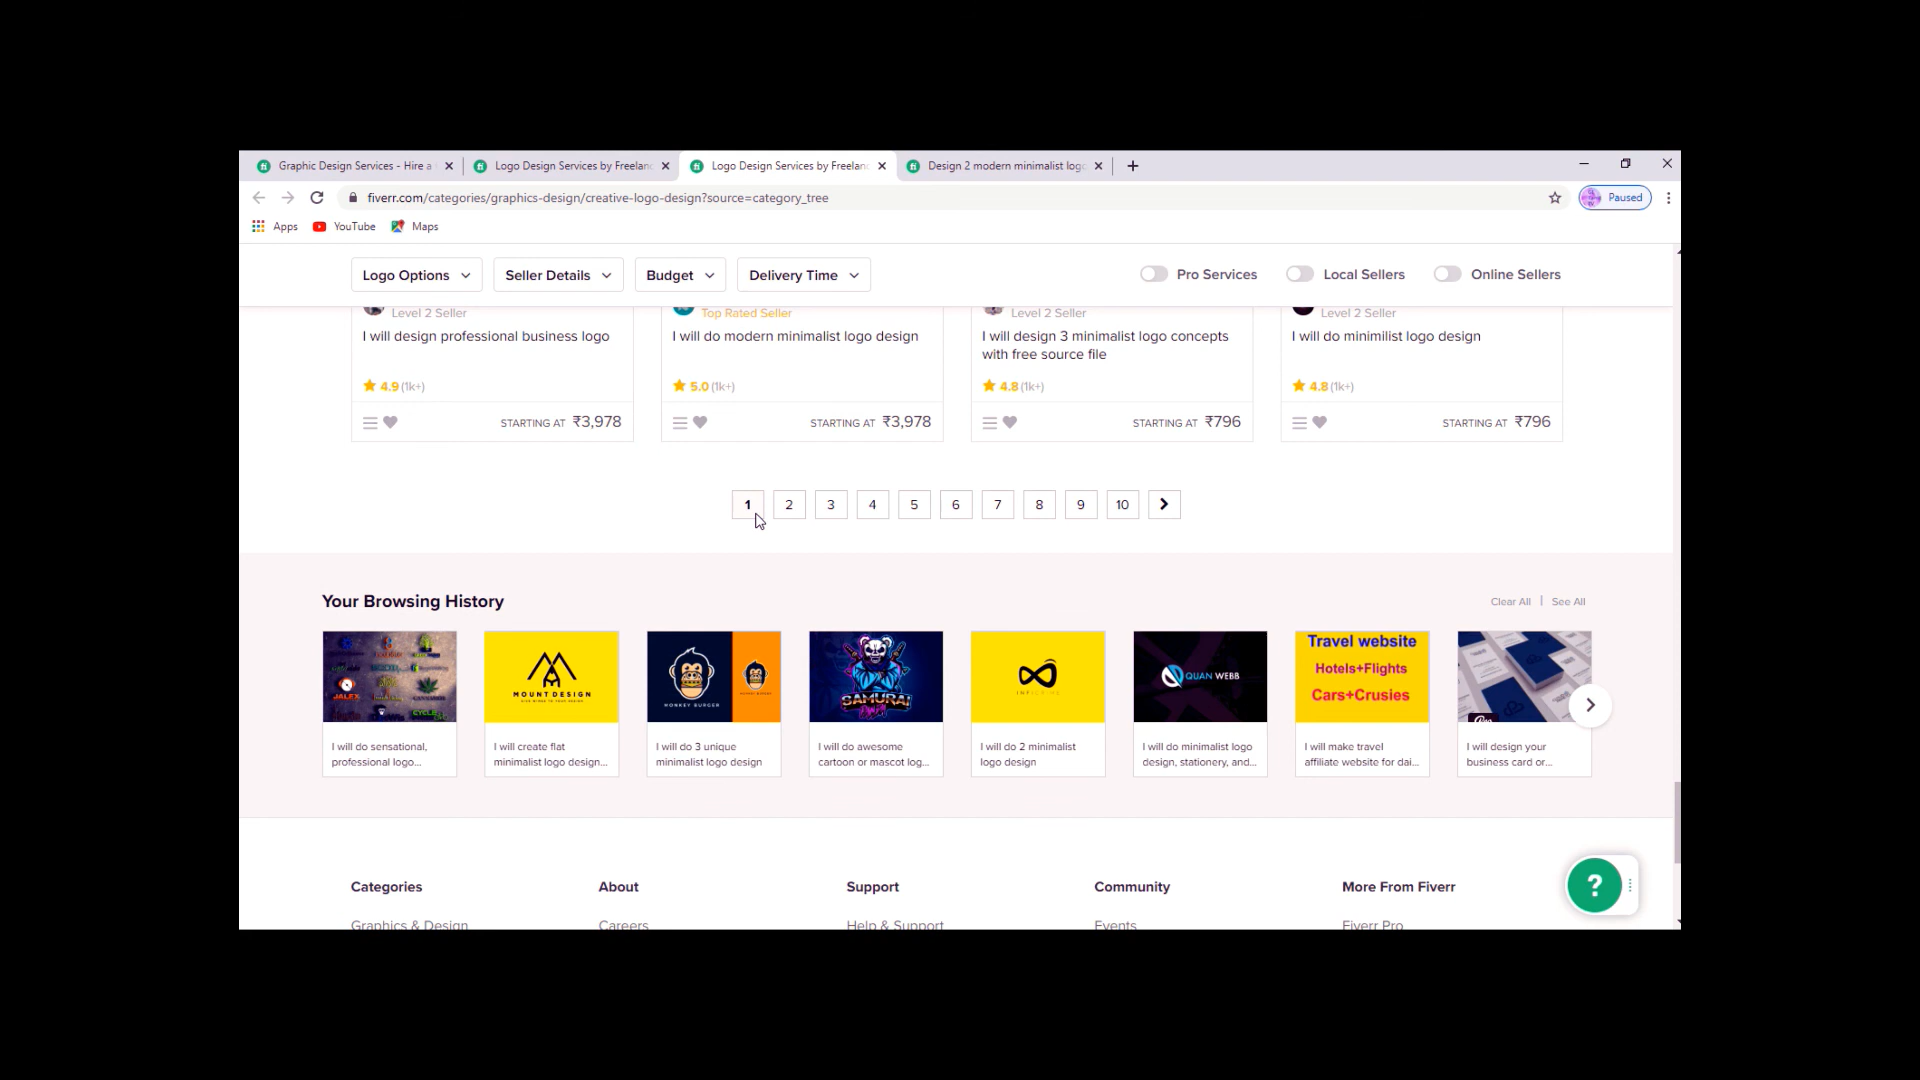 Graphic Design Services - Hire a
Logo Design Services by Freelanc
Logo Design Services by Freelanc
Design 2 modern minimalist logo
fiverr.com/categories/graphics-design/creative-logo-design?source=category_tree
Paused
Apps YouTube Maps
Logo Options Seller Details Budget Delivery Time Pro Services Local Sellers Online Sellers
Level 2 Seller
I will design professional business logo
4.9 (1k+)
STARTING AT ₹3,978
Top Rated Seller
I will do modern minimalist logo design
5.0 (1k+)
STARTING AT ₹3,978
Level 2 Seller
I will design 3 minimalist logo concepts
with free source file
4.8 (1k+)
STARTING AT ₹796
Level 2 Seller
I will do minimilist logo design
4.8 (1k+)
STARTING AT ₹796
1 2 3 4 5 6 7 8 9 10
Your Browsing History
Clear All | See All
JALEX
I will do sensational,
professional logo...
MOUNT DESIGN
I will create flat
minimalist logo design...
MONKEY BURGER
I will do 3 unique
minimalist logo design
SAMURAI
I will do awesome
cartoon or mascot log...
I will do 2 minimalist
logo design
QUAN WEBB
I will do minimalist logo
design, stationery, and...
Travel website
Hotels+Flights
Cars+Crusies
I will make travel
affiliate website for dai...
Pro
I will design your
business card or...
Categories About Support Community More From Fiverr
Graphics & Design Careers Help & Support Events Fiverr Pro
?